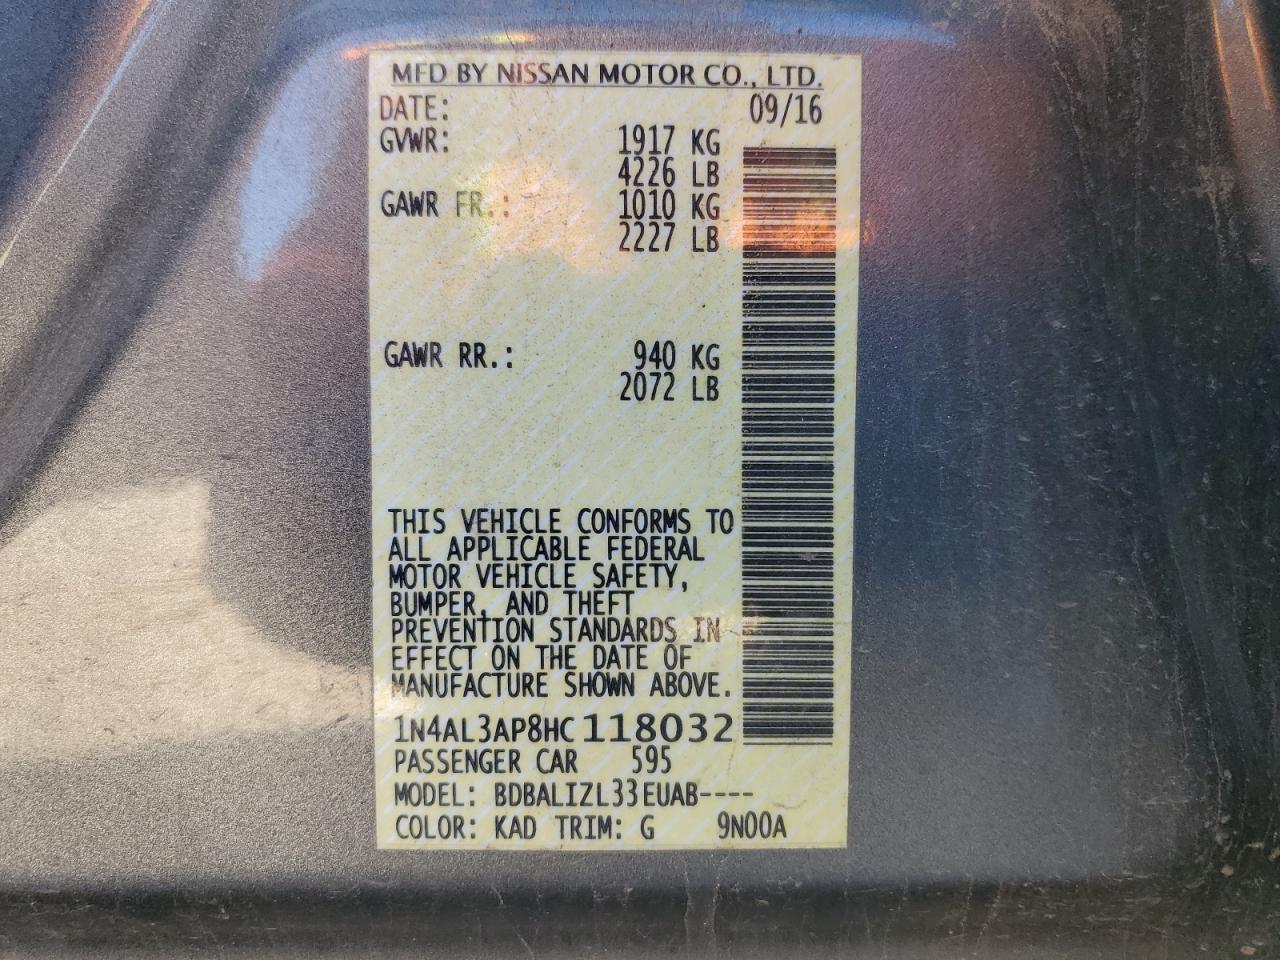 MFD BY NISSAN MOTOR CO., LTD.
DATE: 09/16
GVWR: 1917 KG
4226 LB
GAWR FR.: 1010 KG
2227 LB
GAWR RR.: 940 KG
2072 LB
THIS VEHICLE CONFORMS TO
ALL APPLICABLE FEDERAL
MOTOR VEHICLE SAFETY,
BUMPER, AND THEFT
PREVENTION STANDARDS IN
EFFECT ON THE DATE OF
MANUFACTURE SHOWN ABOVE.
1N4AL3AP8HC118032
PASSENGER CAR 595
MODEL: BDBALIZL33EUAB----
COLOR: KAD TRIM: G 9N00A